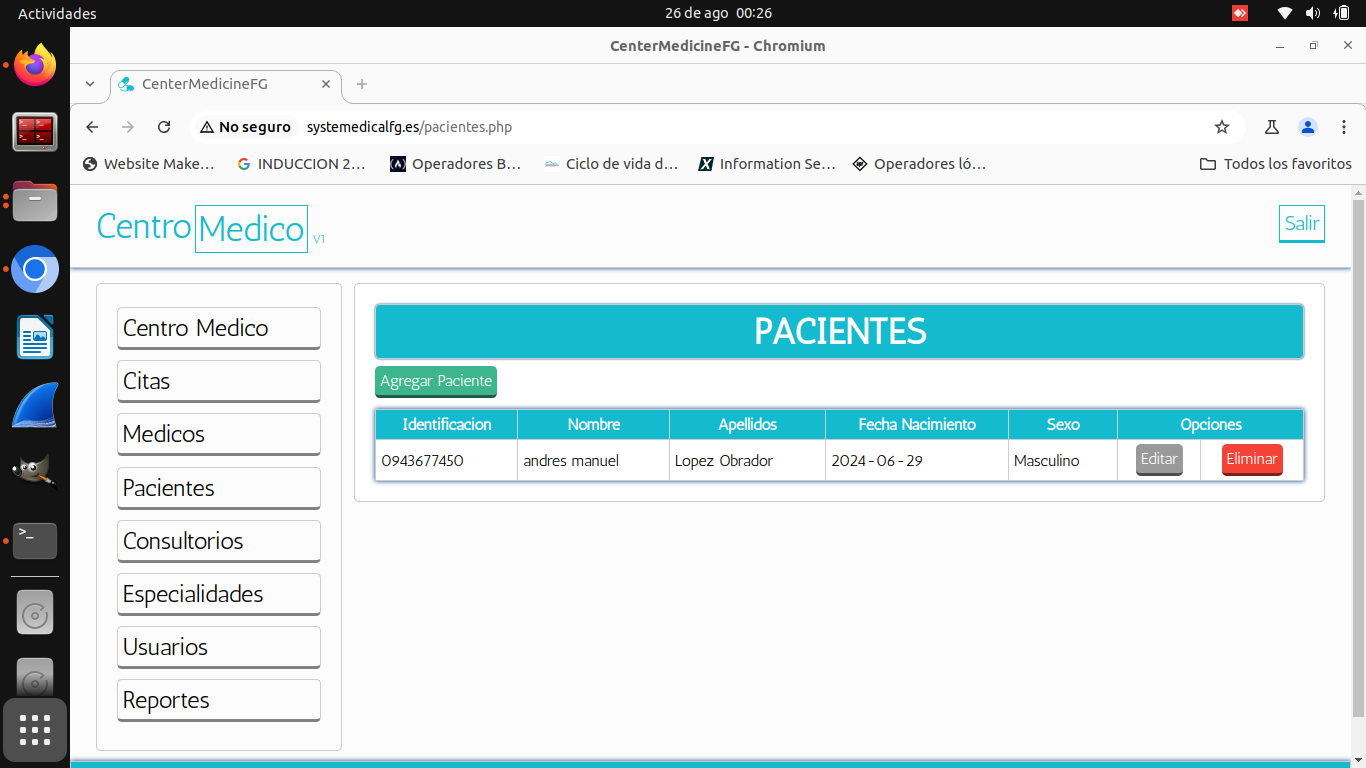 Actividades
26 de ago 00:26
CenterMedicineFG - Chromium
CenterMedicineFG
No seguro systemedicalfg.es/pacientes.php
Website Make… INDUCCION 2… Operadores B… Ciclo de vida d… Information Se… Operadores ló… Todos los favoritos
Centro Medico V1
Salir
Centro Medico
Citas
Medicos
Pacientes
Consultorios
Especialidades
Usuarios
Reportes
PACIENTES
Agregar Paciente
Identificacion Nombre Apellidos Fecha Nacimiento Sexo Opciones
0943677450 andres manuel Lopez Obrador 2024-06-29 Masculino Editar Eliminar